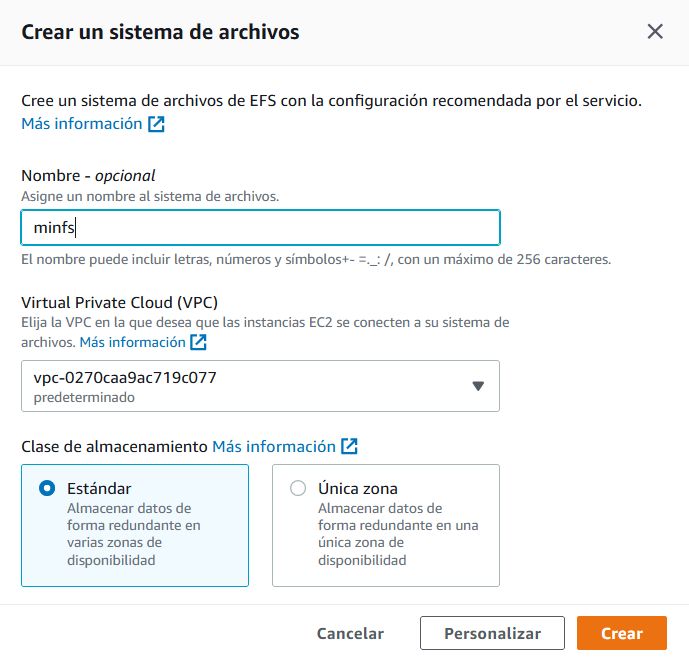 Crear un sistema de archivos
Cree un sistema de archivos de EFS con la configuración recomendada por el servicio.
Más información
Nombre - opcional
Asigne un nombre al sistema de archivos.
minfs
El nombre puede incluir letras, números y símbolos+- =._: /, con un máximo de 256 caracteres.
Virtual Private Cloud (VPC)
Elija la VPC en la que desea que las instancias EC2 se conecten a su sistema de
archivos. Más información
vpc-0270caa9ac719c077
predeterminado
Clase de almacenamiento Más información
Estándar
Almacenar datos de
forma redundante en
varias zonas de
disponibilidad
Única zona
Almacenar datos de
forma redundante en una
única zona de
disponibilidad
Cancelar
Personalizar
Crear